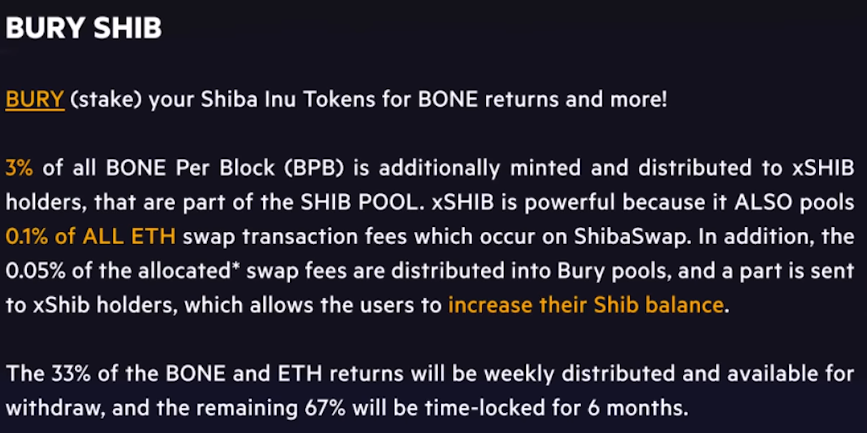 BURY SHIB
BURY (stake) your Shiba Inu Tokens for BONE returns and more!
3% of all BONE Per Block (BPB) is additionally minted and distributed to xSHIB
holders, that are part of the SHIB POOL. xSHIB is powerful because it ALSO pools
0.1% of ALL ETH swap transaction fees which occur on ShibaSwap. In addition, the
0.05% of the allocated* swap fees are distributed into Bury pools, and a part is sent
to xShib holders, which allows the users to increase their Shib balance.
The 33% of the BONE and ETH returns will be weekly distributed and available for
withdraw, and the remaining 67% will be time-locked for 6 months.